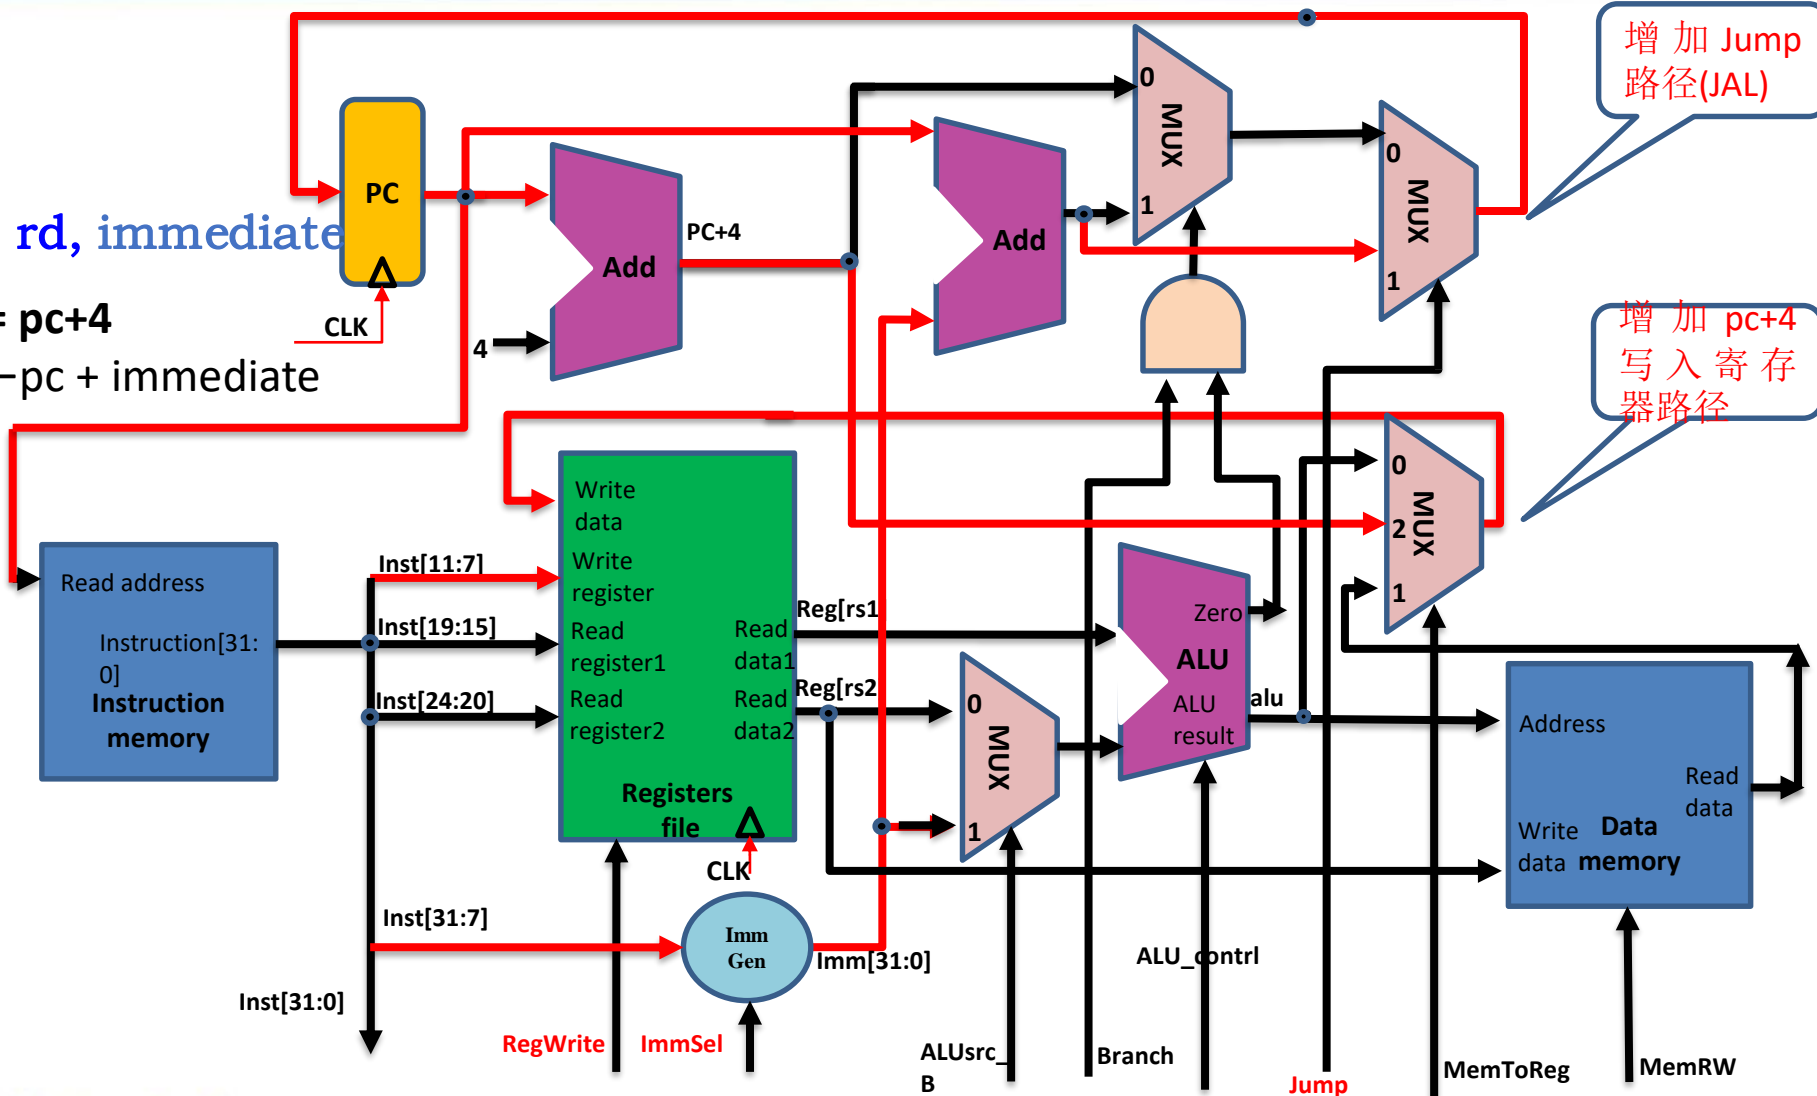 增 加 Jump
路径(JAL)
0
MUX
1
0
MUX
1
PC
rd, immediate
= pc+4
–pc + immediate
CLK
PC+4
Add
4
Add
增 加 pc+4
写 入 寄 存
器路径
0
MUX
2
1
Write
data
Write
register
Read
register1
Read
register2
Read
data1
Read
data2
Registers
file
CLK
Inst[11:7]
Inst[19:15]
Inst[24:20]
Inst[31:7]
Inst[31:0]
Read address
Instruction[31:
0]
Instruction
memory
Reg[rs1
Reg[rs2
0
MUX
1
Zero
ALU
ALU
result
alu
Address
Read
data
Write
data
Data
memory
Imm
Gen
Imm[31:0]
RegWrite
ImmSel
ALUsrc_
B
Branch
ALU_contrl
Jump
MemToReg
MemRW